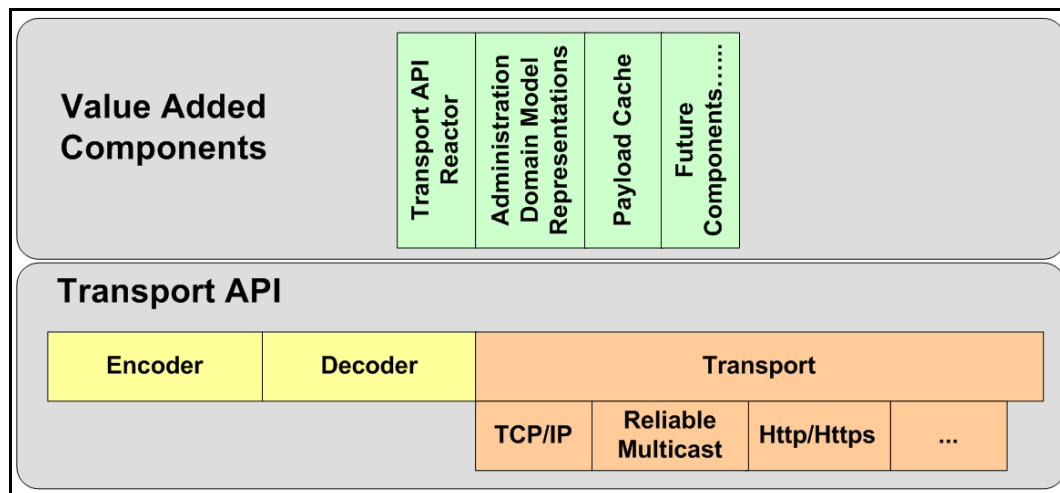 Value Added
Components
Transport API
Reactor
Administration
Domain Model
Representations
Payload Cache
Future
Components......
Transport API
Encoder
Decoder
Transport
TCP/IP
Reliable
Multicast
Http/Https
...